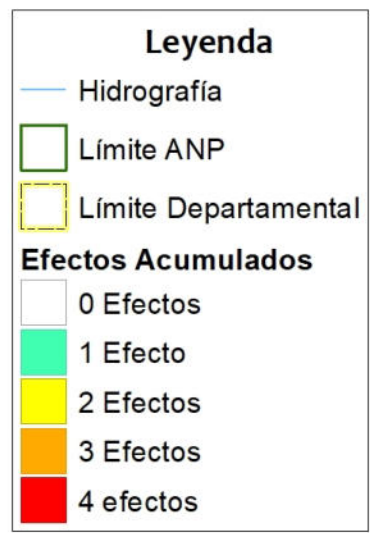 Leyenda
Hidrografía
Límite ANP
Límite Departamental
Efectos Acumulados
0 Efectos
1 Efecto
2 Efectos
3 Efectos
4 efectos